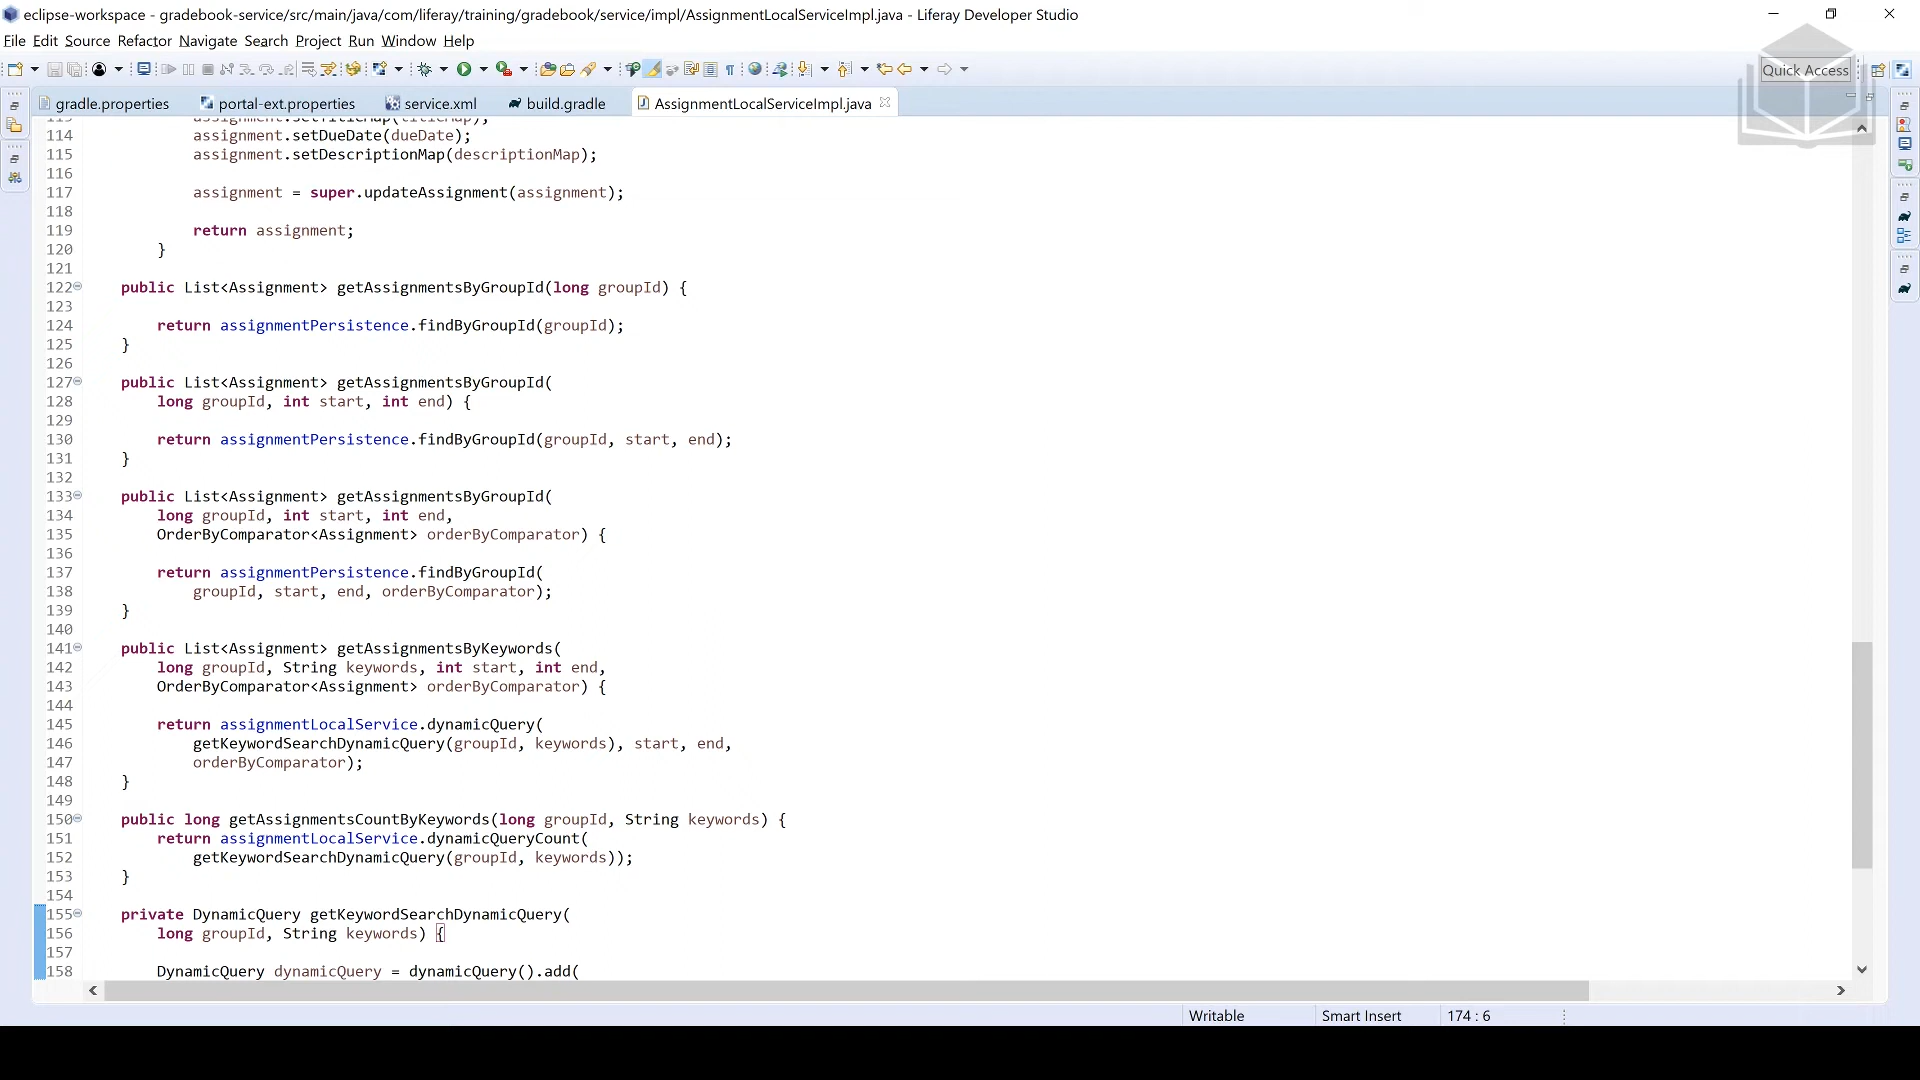 eclipse-workspace - gradebook-service/src/main/java/com/liferay/training/gradebook/service/impl/AssignmentLocalServiceImpl.java - Liferay Developer Studio
File Edit Source Refactor Navigate Search Project Run Window Help
Quick Access
gradle.properties portal-ext.properties service.xml build.gradle AssignmentLocalServiceImpl.java
113 assignment.setTitleMap(titleMap);
114 assignment.setDueDate(dueDate);
115 assignment.setDescriptionMap(descriptionMap);
116
117 assignment = super.updateAssignment(assignment);
118
119 return assignment;
120 }
121
122 public List<Assignment> getAssignmentsByGroupId(long groupId) {
123
124 return assignmentPersistence.findByGroupId(groupId);
125 }
126
127 public List<Assignment> getAssignmentsByGroupId(
128 long groupId, int start, int end) {
129
130 return assignmentPersistence.findByGroupId(groupId, start, end);
131 }
132
133 public List<Assignment> getAssignmentsByGroupId(
134 long groupId, int start, int end,
135 OrderByComparator<Assignment> orderByComparator) {
136
137 return assignmentPersistence.findByGroupId(
138 groupId, start, end, orderByComparator);
139 }
140
141 public List<Assignment> getAssignmentsByKeywords(
142 long groupId, String keywords, int start, int end,
143 OrderByComparator<Assignment> orderByComparator) {
144
145 return assignmentLocalService.dynamicQuery(
146 getKeywordSearchDynamicQuery(groupId, keywords), start, end,
147 orderByComparator);
148 }
149
150 public long getAssignmentsCountByKeywords(long groupId, String keywords) {
151 return assignmentLocalService.dynamicQueryCount(
152 getKeywordSearchDynamicQuery(groupId, keywords));
153 }
154
155 private DynamicQuery getKeywordSearchDynamicQuery(
156 long groupId, String keywords) {
157
158 DynamicQuery dynamicQuery = dynamicQuery().add(
Writable Smart Insert 174 : 6